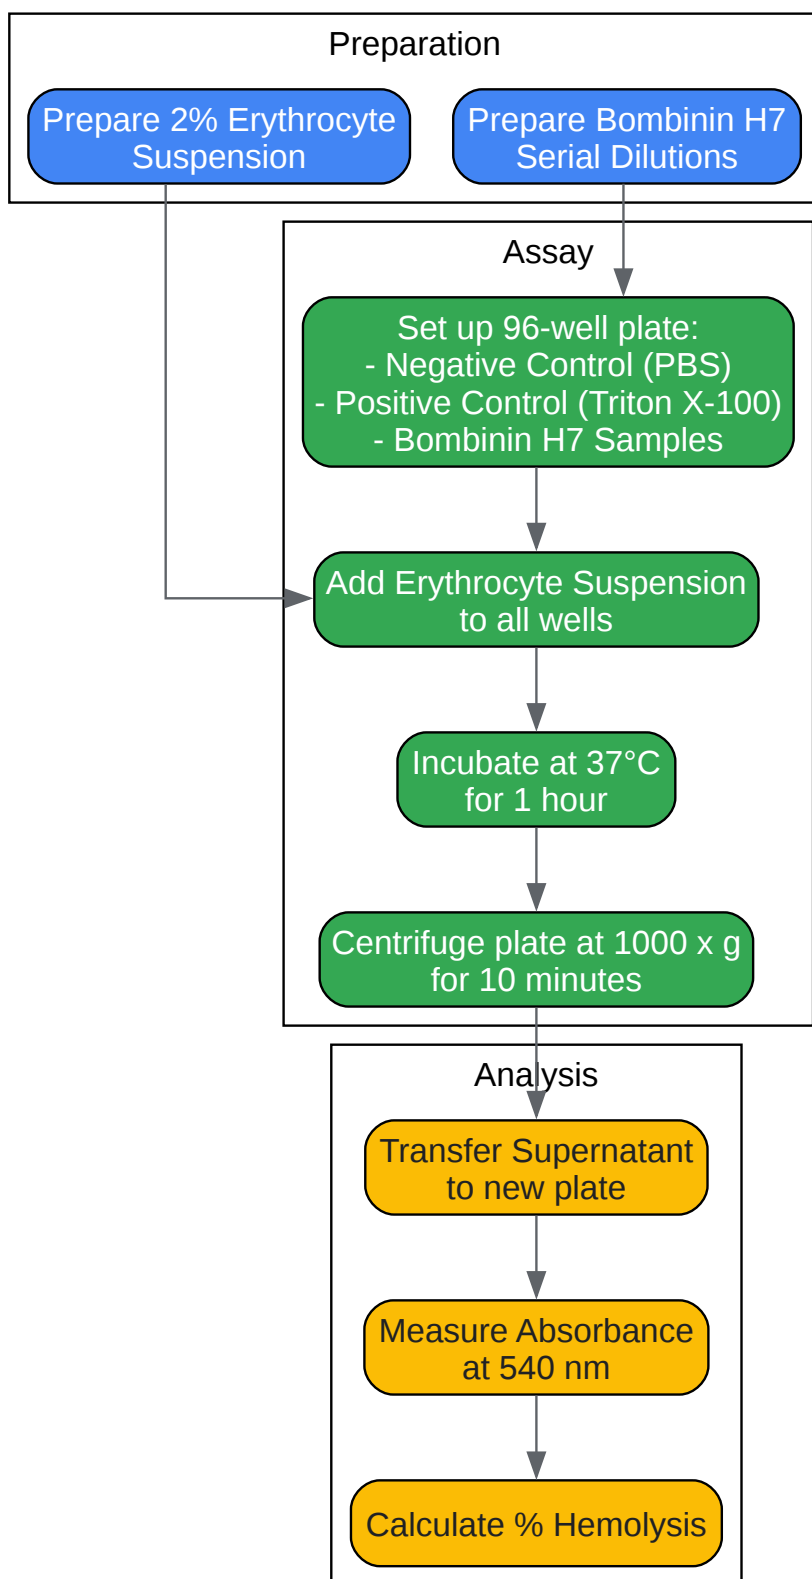 Preparation
Prepare 2% Erythrocyte
Suspension
Prepare Bombinin H7
Serial Dilutions
Assay
Set up 96-well plate:
- Negative Control (PBS)
- Positive Control (Triton X-100)
- Bombinin H7 Samples
Add Erythrocyte Suspension
to all wells
Incubate at 37°C
for 1 hour
Centrifuge plate at 1000 x g
for 10 minutes
Analysis
Transfer Supernatant
to new plate
Measure Absorbance
at 540 nm
Calculate % Hemolysis